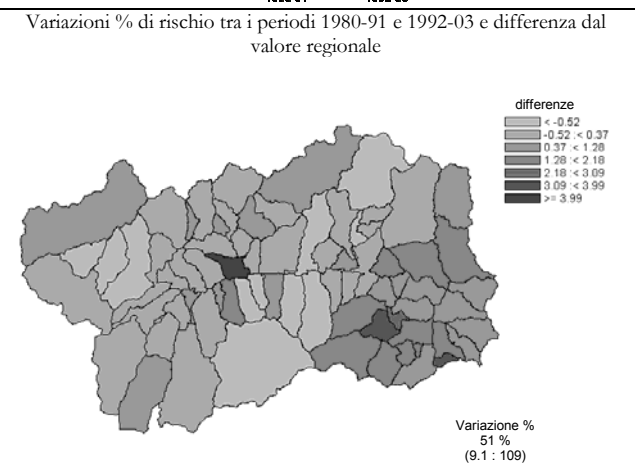 Variazioni % di rischio tra i periodi 1980-91 e 1992-03 e differenza dal
valore regionale
differenze
< -0.52
-0.52 :< 0.37
0.37 :< 1.28
1.28 :< 2.18
2.18 :< 3.09
3.09 :< 3.99
>= 3.99
Variazione %
51 %
(9.1 : 109)